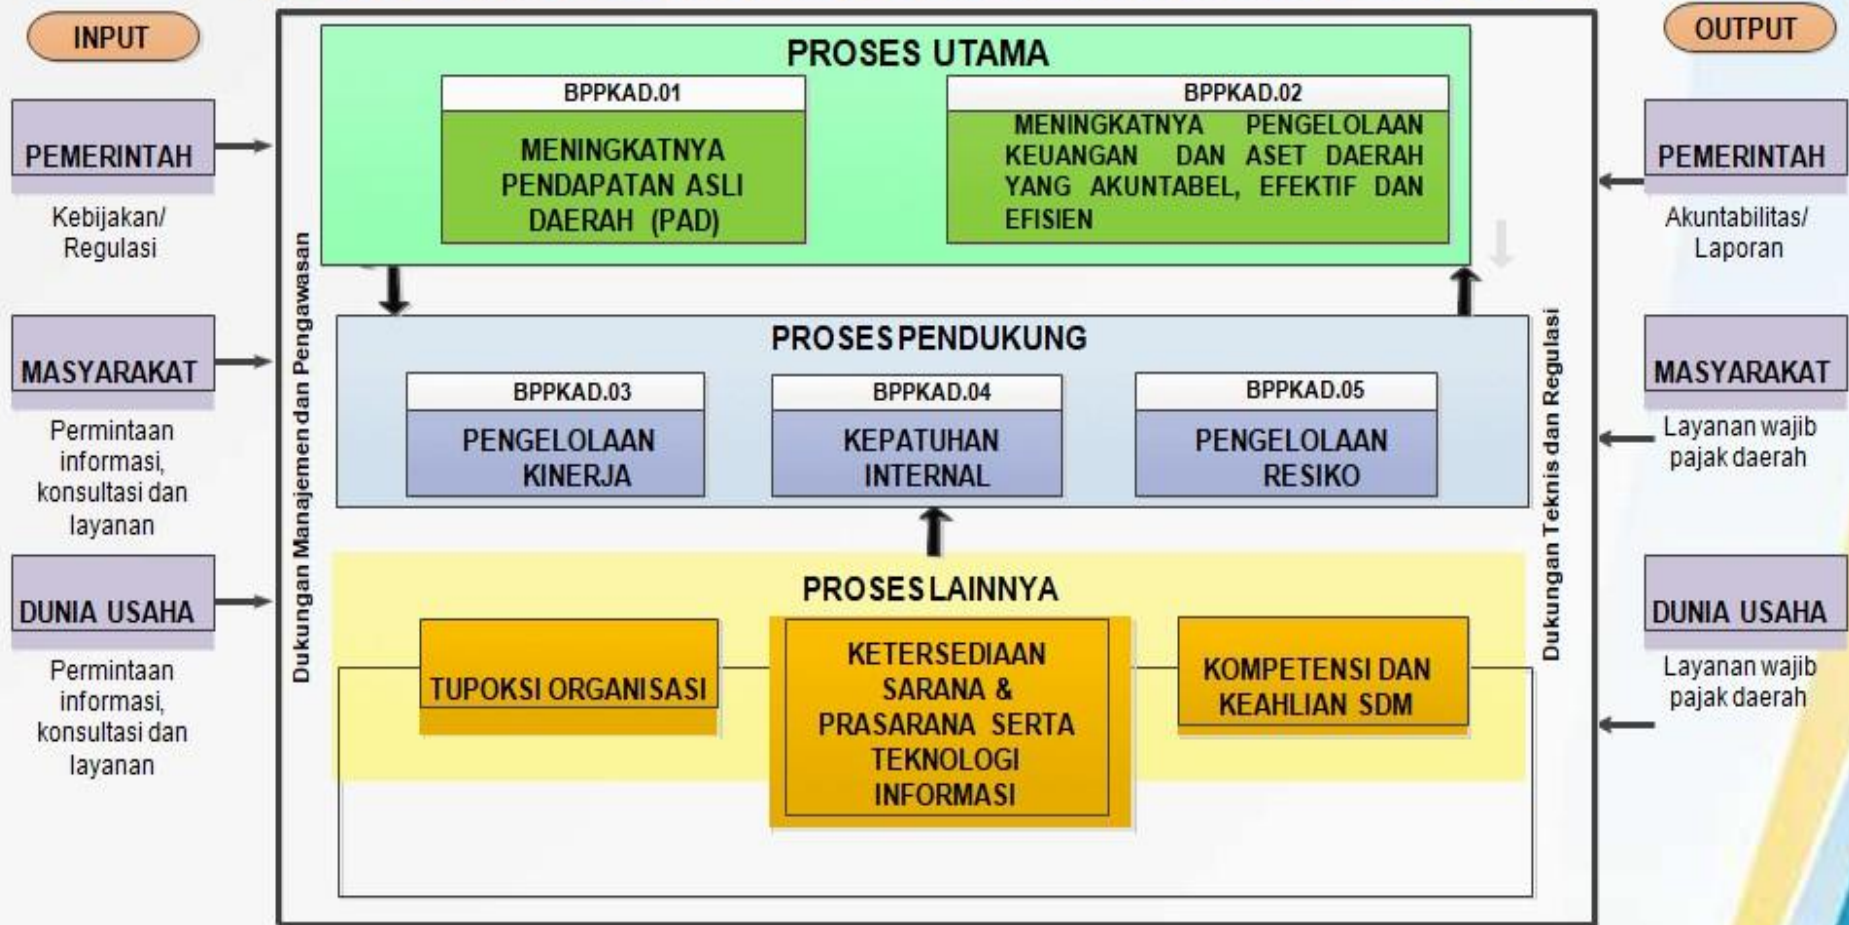 INPUT
PEMERINTAH
Kebijakan/
Regulasi
MASYARAKAT
Permintaan
informasi,
konsultasi dan
layanan
DUNIA USAHA
Permintaan
informasi,
konsultasi dan
layanan
Dukungan Manajemen dan Pengawasan
PROSES UTAMA
BPPKAD.01
MENINGKATNYA
PENDAPATAN ASLI
DAERAH (PAD)
BPPKAD.02
MENINGKATNYA PENGELOLAAN
KEUANGAN DAN ASET DAERAH
YANG AKUNTABEL, EFEKTIF DAN
EFISIEN
PROSES PENDUKUNG
BPPKAD.03
PENGELOLAAN
KINERJA
BPPKAD.04
KEPATUHAN
INTERNAL
BPPKAD.05
PENGELOLAAN
RESIKO
PROSES LAINNYA
TUPOKSI ORGANISASI
KETERSEDIAAN
SARANA &
PRASARANA SERTA
TEKNOLOGI
INFORMASI
KOMPETENSI DAN
KEAHLIAN SDM
Dukungan Teknis dan Regulasi
OUTPUT
PEMERINTAH
Akuntabilitas/
Laporan
MASYARAKAT
Layanan wajib
pajak daerah
DUNIA USAHA
Layanan wajib
pajak daerah